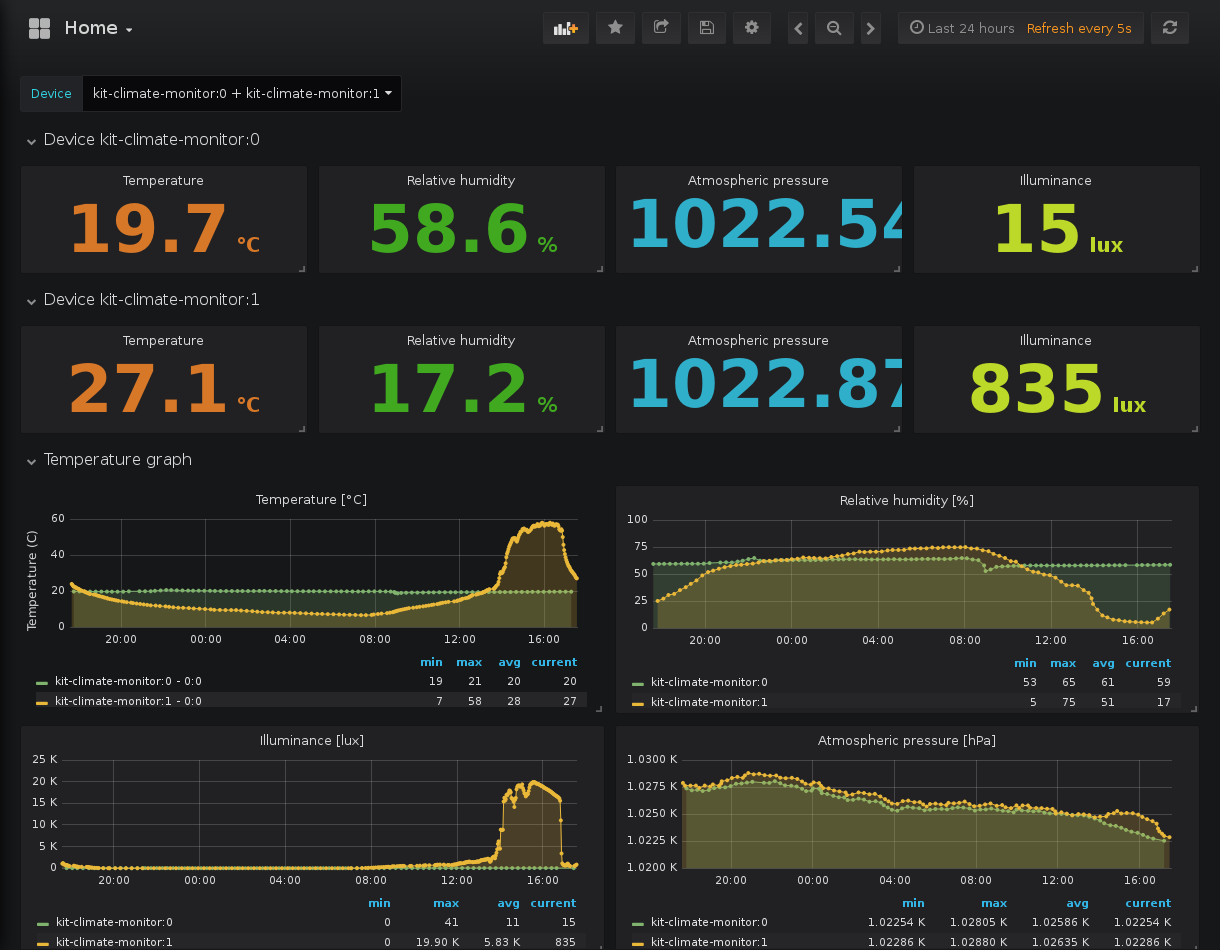 Home
Last 24 hours Refresh every 5s
Device kit-climate-monitor:0 + kit-climate-monitor:1
Device kit-climate-monitor:0
Temperature
19.7 °C
Relative humidity
58.6 %
Atmospheric pressure
1022.54
Illuminance
15 lux
Device kit-climate-monitor:1
Temperature
27.1 °C
Relative humidity
17.2 %
Atmospheric pressure
1022.87
Illuminance
835 lux
Temperature graph
Temperature [°C]
Temperature (C)
60
40
20
0
20:00 00:00 04:00 08:00 12:00 16:00
min max avg current
kit-climate-monitor:0 - 0:0 19 21 20 20
kit-climate-monitor:1 - 0:0 7 58 28 27
Relative humidity [%]
100
75
50
25
0
20:00 00:00 04:00 08:00 12:00 16:00
min max avg current
kit-climate-monitor:0 53 65 61 59
kit-climate-monitor:1 5 75 51 17
Illuminance [lux]
25 K
20 K
15 K
10 K
5 K
0
20:00 00:00 04:00 08:00 12:00 16:00
min max avg current
kit-climate-monitor:0 0 41 11 15
kit-climate-monitor:1 0 19.90 K 5.83 K 835
Atmospheric pressure [hPa]
1.0300 K
1.0275 K
1.0250 K
1.0225 K
1.0200 K
20:00 00:00 04:00 08:00 12:00 16:00
min max avg current
kit-climate-monitor:0 1.02254 K 1.02805 K 1.02586 K 1.02254 K
kit-climate-monitor:1 1.02286 K 1.02880 K 1.02635 K 1.02286 K